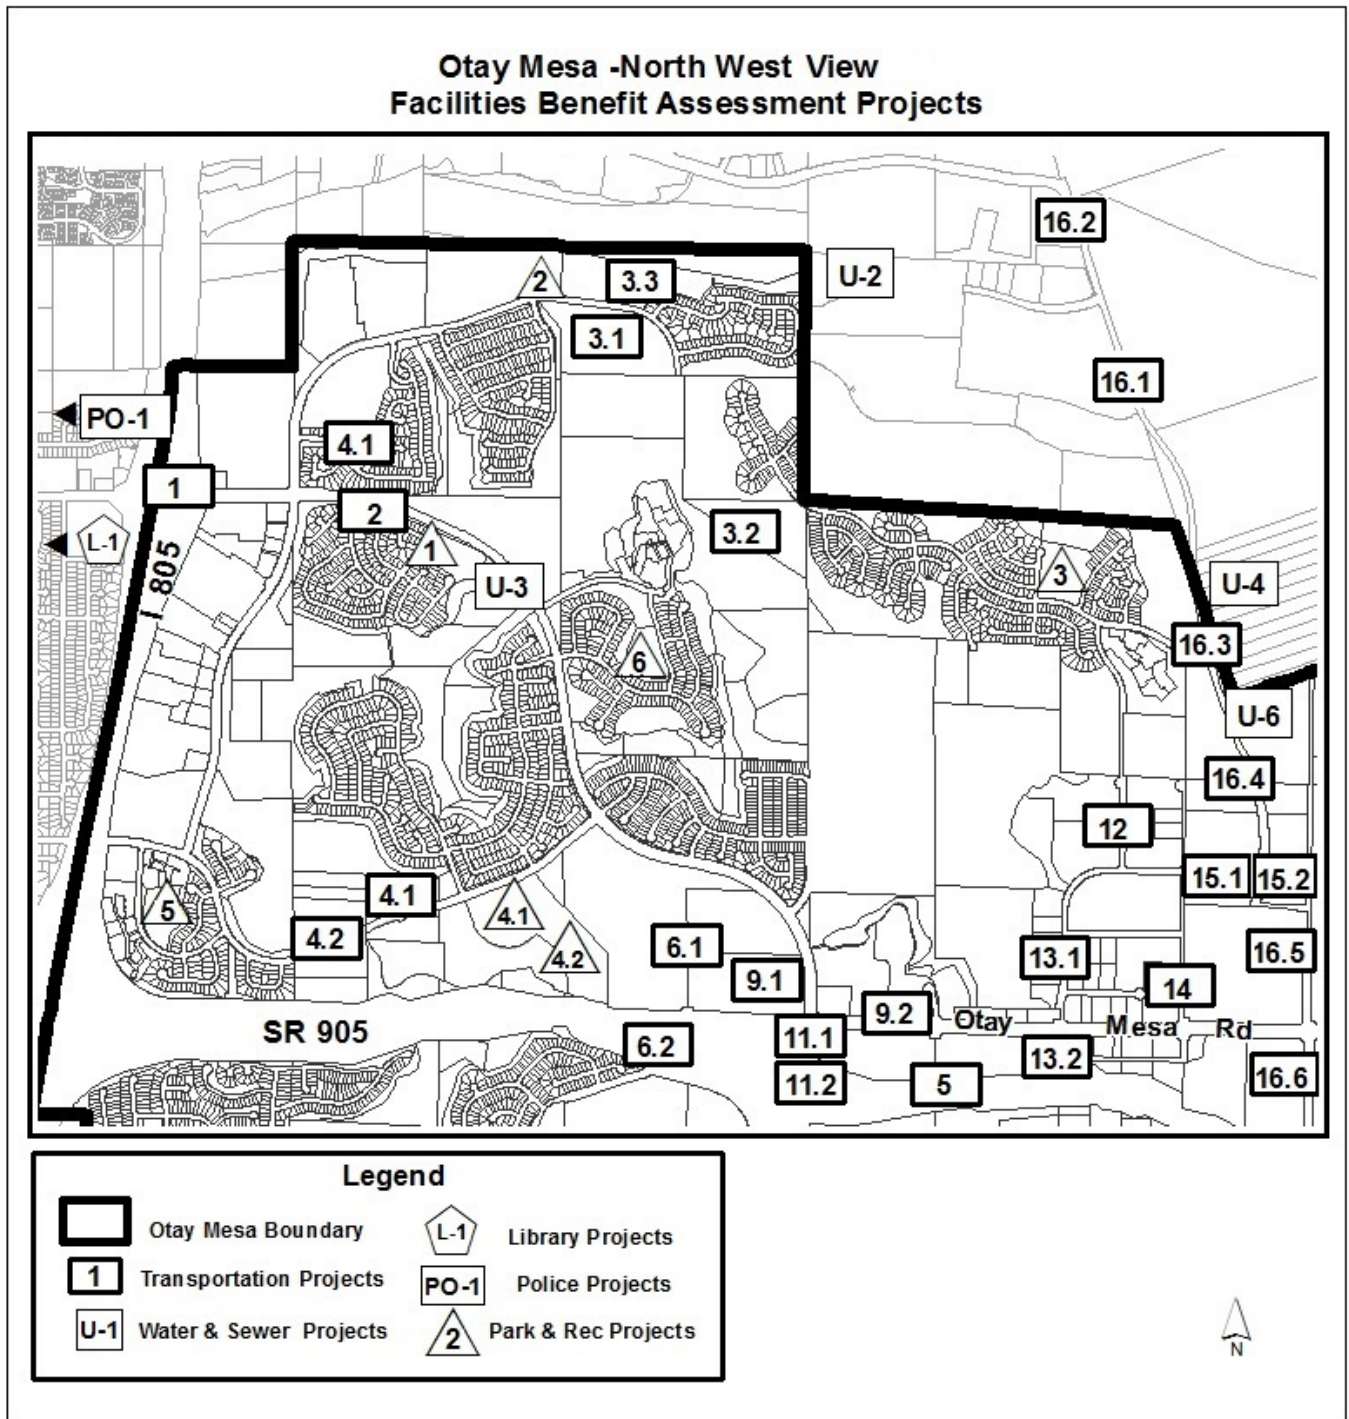 Otay Mesa -North West View
Facilities Benefit Assessment Projects
16.2
2
3.3
U-2
3.1
16.1
PO-1
4.1
1
2
3.2
L-1
1
I 805
U-3
3
U-4
6
16.3
U-6
16.4
12
15.1
15.2
4.1
5
4.1
4.2
6.1
4.2
16.5
13.1
9.1
14
9.2
Otay Mesa Rd
SR 905
11.1
6.2
13.2
11.2
5
16.6
Legend
Otay Mesa Boundary
L-1
Library Projects
1
Transportation Projects
PO-1
Police Projects
U-1
Water & Sewer Projects
2
Park & Rec Projects
N